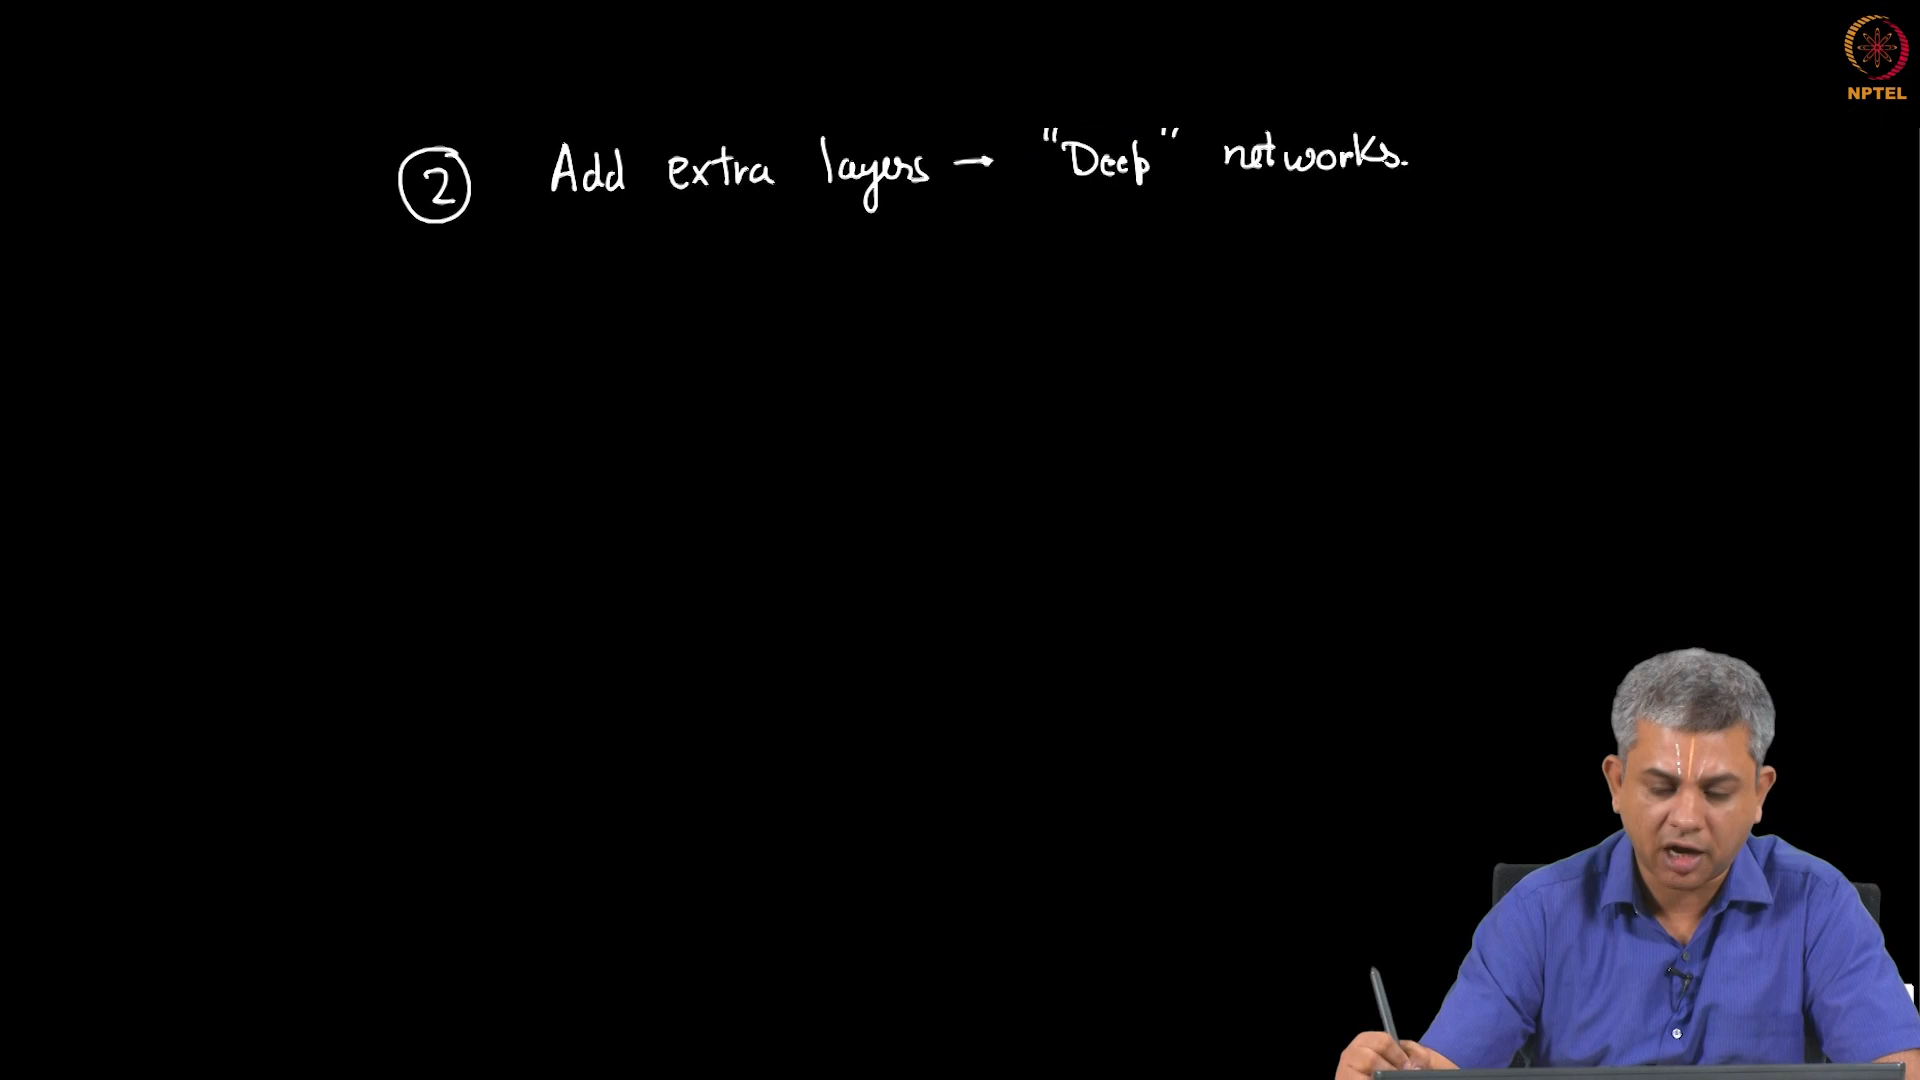 NPTEL
② Add extra layers → "Deep" networks.